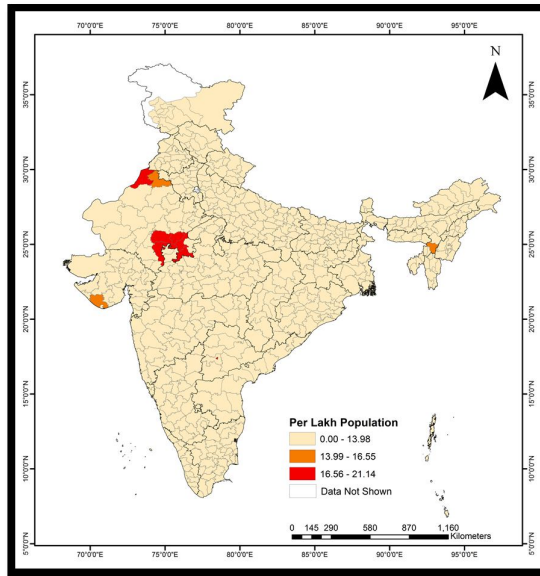 70°0'0"E 75°0'0"E 80°0'0"E 85°0'0"E 90°0'0"E 95°0'0"E
N
35°0'0"N 35°0'0"N
30°0'0"N 30°0'0"N
25°0'0"N 25°0'0"N
20°0'0"N 20°0'0"N
15°0'0"N 15°0'0"N
10°0'0"N 10°0'0"N
5°0'0"N 5°0'0"N
Per Lakh Population
0.00 - 13.98
13.99 - 16.55
16.56 - 21.14
Data Not Shown
0 145 290 580 870 1,160
Kilometers
70°0'0"E 75°0'0"E 80°0'0"E 85°0'0"E 90°0'0"E 95°0'0"E